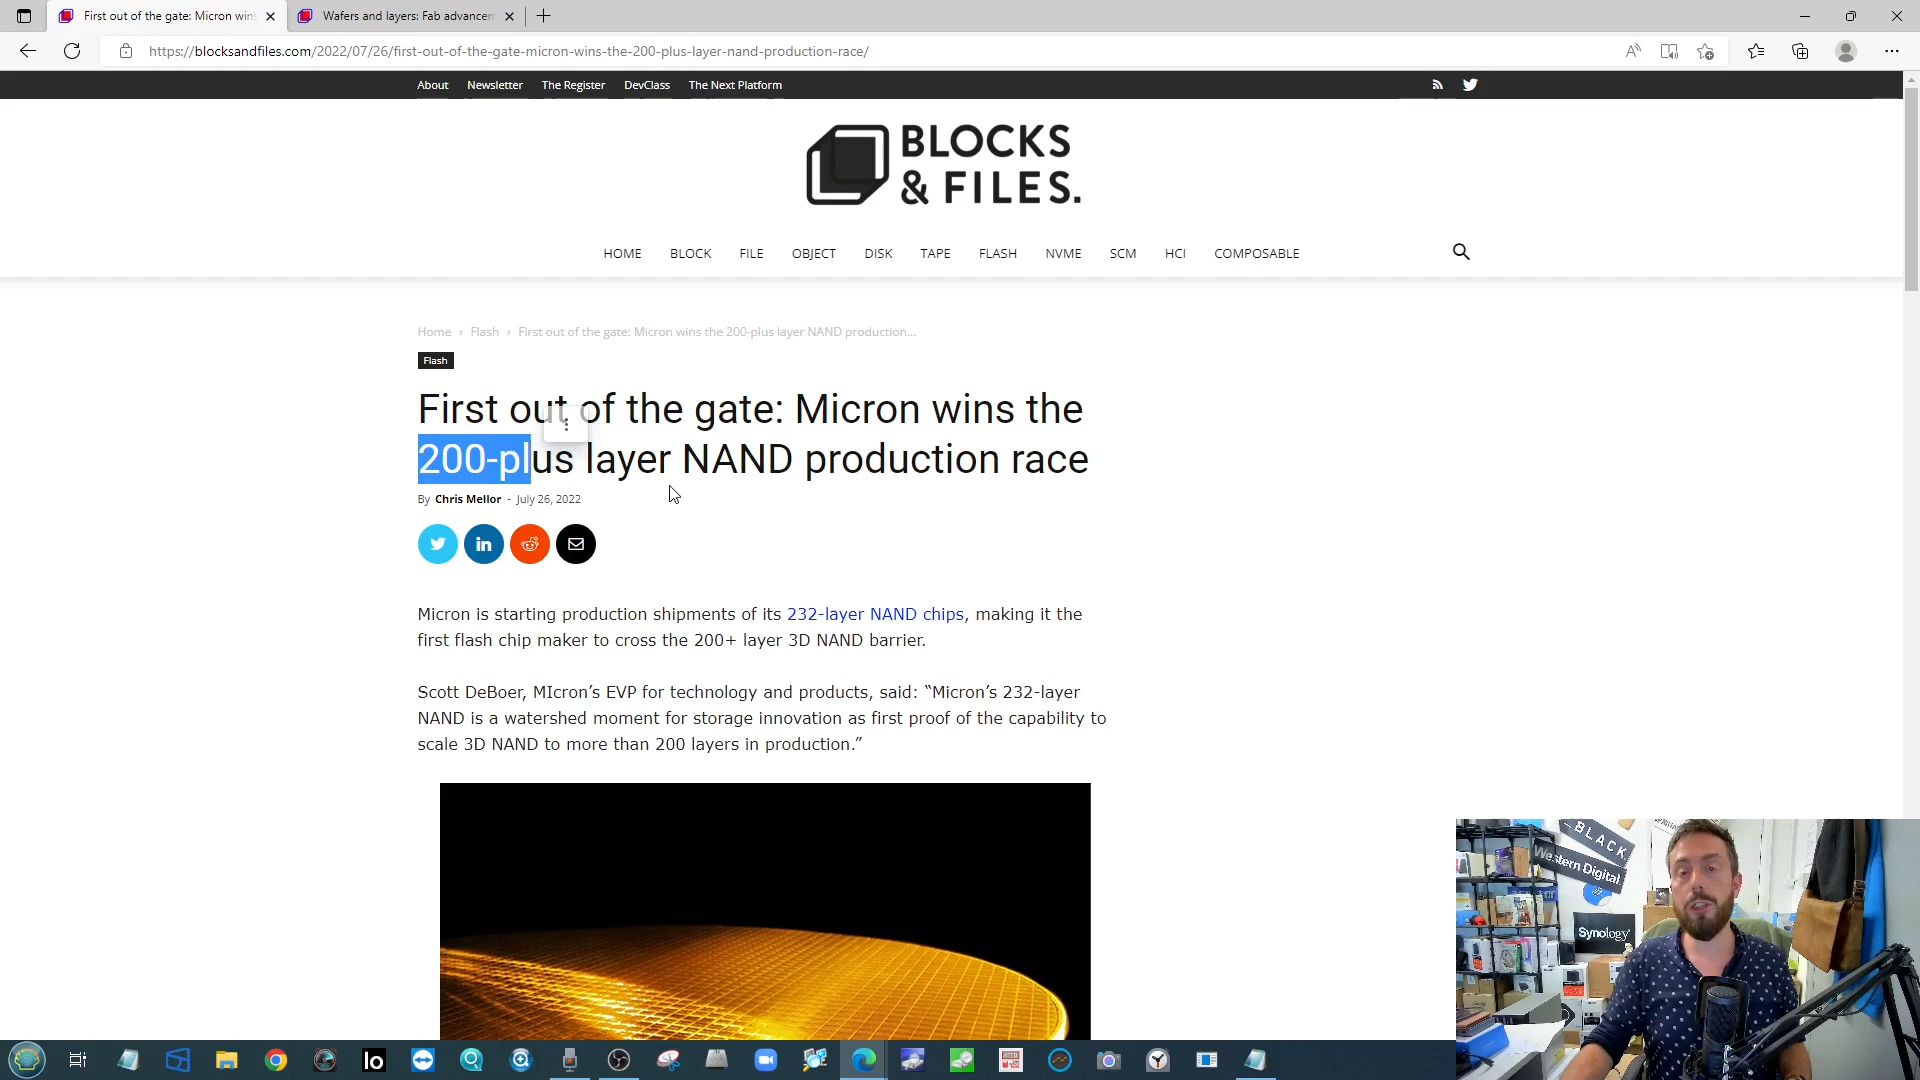 First out of the gate: Micron wins
Wafers and layers: Fab advancem
https://blocksandfiles.com/2022/07/26/first-out-of-the-gate-micron-wins-the-200-plus-layer-nand-production-race/
About Newsletter The Register DevClass The Next Platform
BLOCKS
& FILES.
HOME BLOCK FILE OBJECT DISK TAPE FLASH NVME SCM HCI COMPOSABLE
Home › Flash › First out of the gate: Micron wins the 200-plus layer NAND production...
Flash
First out of the gate: Micron wins the
200-plus layer NAND production race
By Chris Mellor - July 26, 2022
in
Micron is starting production shipments of its 232-layer NAND chips, making it the
first flash chip maker to cross the 200+ layer 3D NAND barrier.
Scott DeBoer, MIcron’s EVP for technology and products, said: “Micron’s 232-layer
NAND is a watershed moment for storage innovation as first proof of the capability to
scale 3D NAND to more than 200 layers in production.”
BLACK
Western Digital
Synology
lo